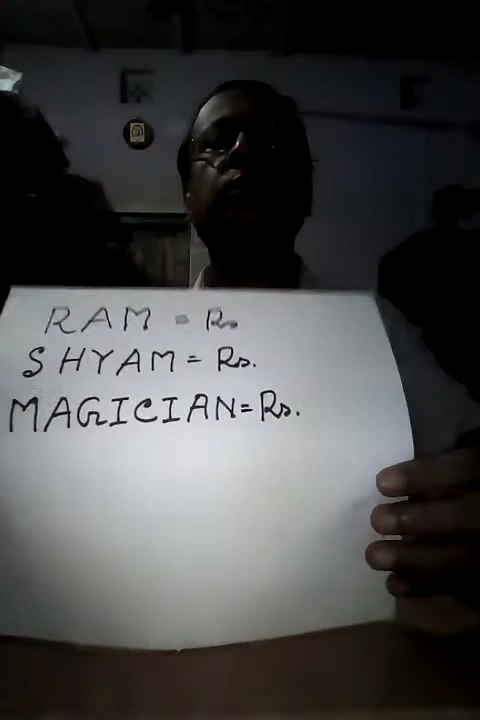 RAM = Rs
SHYAM = Rs.
MAGICIAN = Rs.